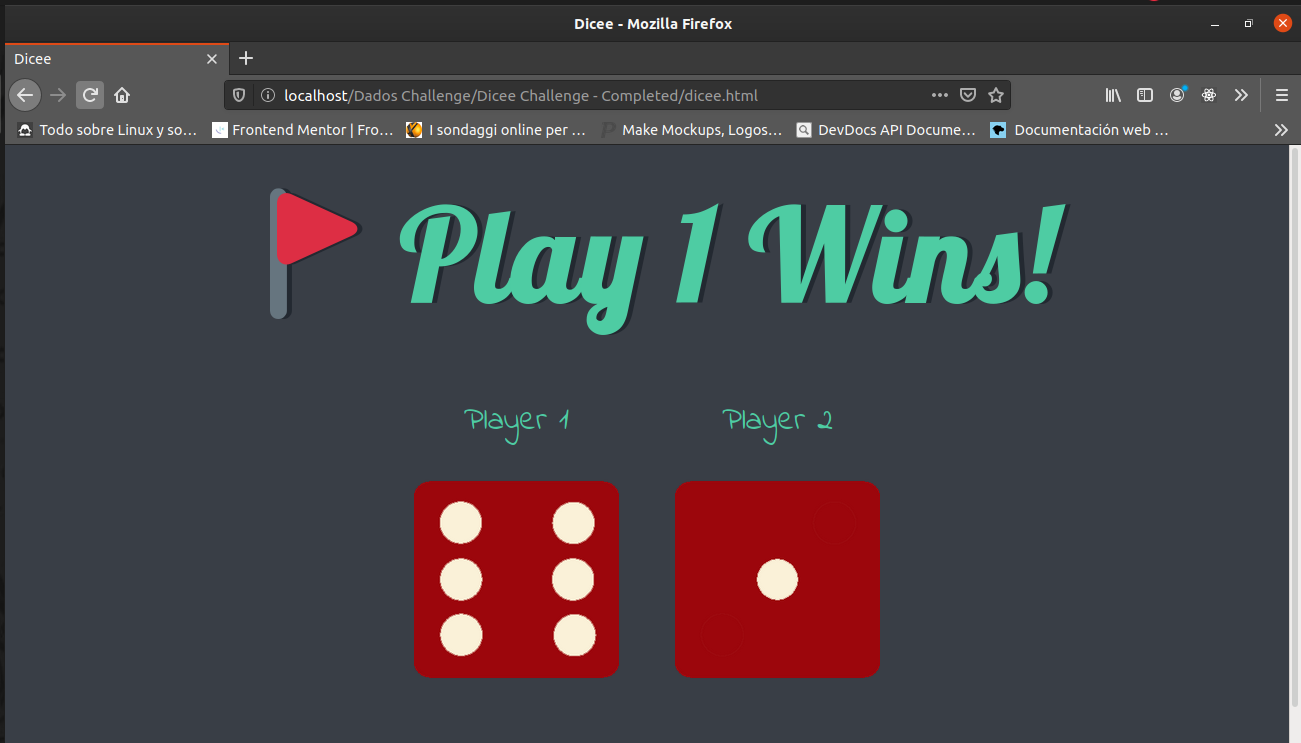 Dicee - Mozilla Firefox
Dicee
localhost/Dados Challenge/Dicee Challenge - Completed/dicee.html
Todo sobre Linux y so… Frontend Mentor | Fro… I sondaggi online per … Make Mockups, Logos… DevDocs API Docume… Documentación web …
Play 1 Wins!
Player 1 Player 2